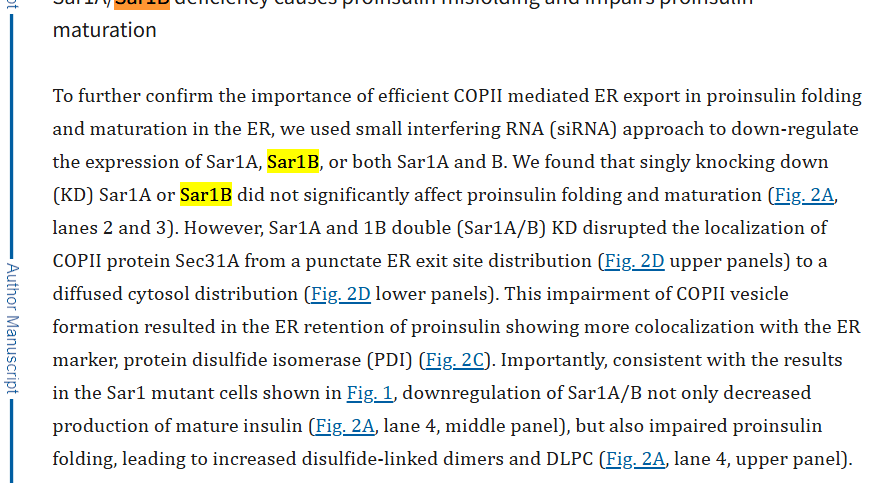 Sar1A/Sar1B deficiency causes proinsulin misfolding and impairs proinsulin
maturation
To further confirm the importance of efficient COPII mediated ER export in proinsulin folding
and maturation in the ER, we used small interfering RNA (siRNA) approach to down-regulate
the expression of Sar1A, Sar1B, or both Sar1A and B. We found that singly knocking down
(KD) Sar1A or Sar1B did not significantly affect proinsulin folding and maturation (Fig. 2A,
lanes 2 and 3). However, Sar1A and 1B double (Sar1A/B) KD disrupted the localization of
COPII protein Sec31A from a punctate ER exit site distribution (Fig. 2D upper panels) to a
diffused cytosol distribution (Fig. 2D lower panels). This impairment of COPII vesicle
formation resulted in the ER retention of proinsulin showing more colocalization with the ER
marker, protein disulfide isomerase (PDI) (Fig. 2C). Importantly, consistent with the results
in the Sar1 mutant cells shown in Fig. 1, downregulation of Sar1A/B not only decreased
production of mature insulin (Fig. 2A, lane 4, middle panel), but also impaired proinsulin
folding, leading to increased disulfide-linked dimers and DLPC (Fig. 2A, lane 4, upper panel).
Author Manuscript